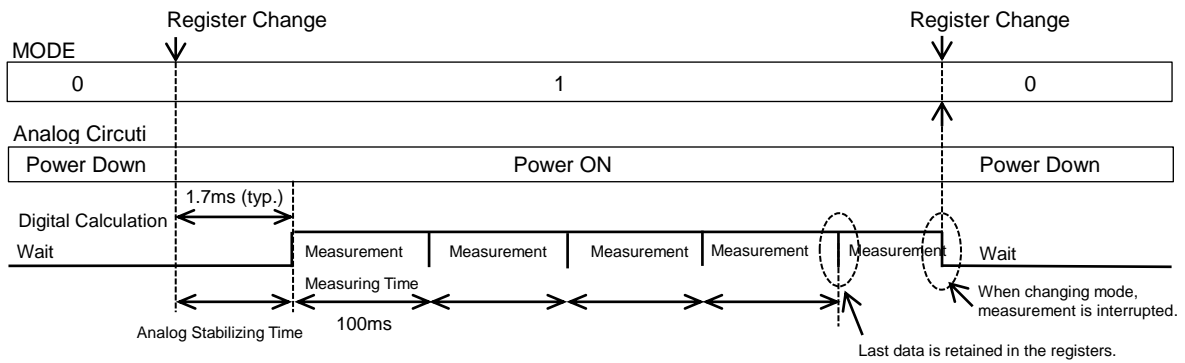 Register Change Register Change
MODE
0 1 0
Analog Circuti
Power Down Power ON Power Down
1.7ms (typ.)
Digital Calculation
Wait Measurement Measurement Measurement Measurement Measurement Wait
Measuring Time
When changing mode,
measurement is interrupted.
Analog Stabilizing Time 100ms
Last data is retained in the registers.